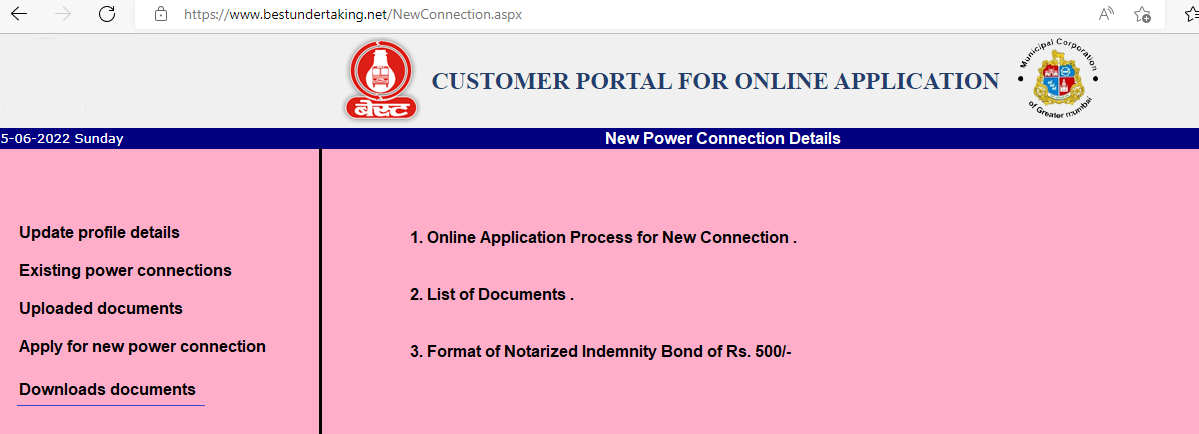 https://www.bestundertaking.net/NewConnection.aspx
बेस्ट
CUSTOMER PORTAL FOR ONLINE APPLICATION
Municipal Corporation
of Greater mumbai
5-06-2022 Sunday
New Power Connection Details
Update profile details
Existing power connections
Uploaded documents
Apply for new power connection
Downloads documents
1. Online Application Process for New Connection .
2. List of Documents .
3. Format of Notarized Indemnity Bond of Rs. 500/-